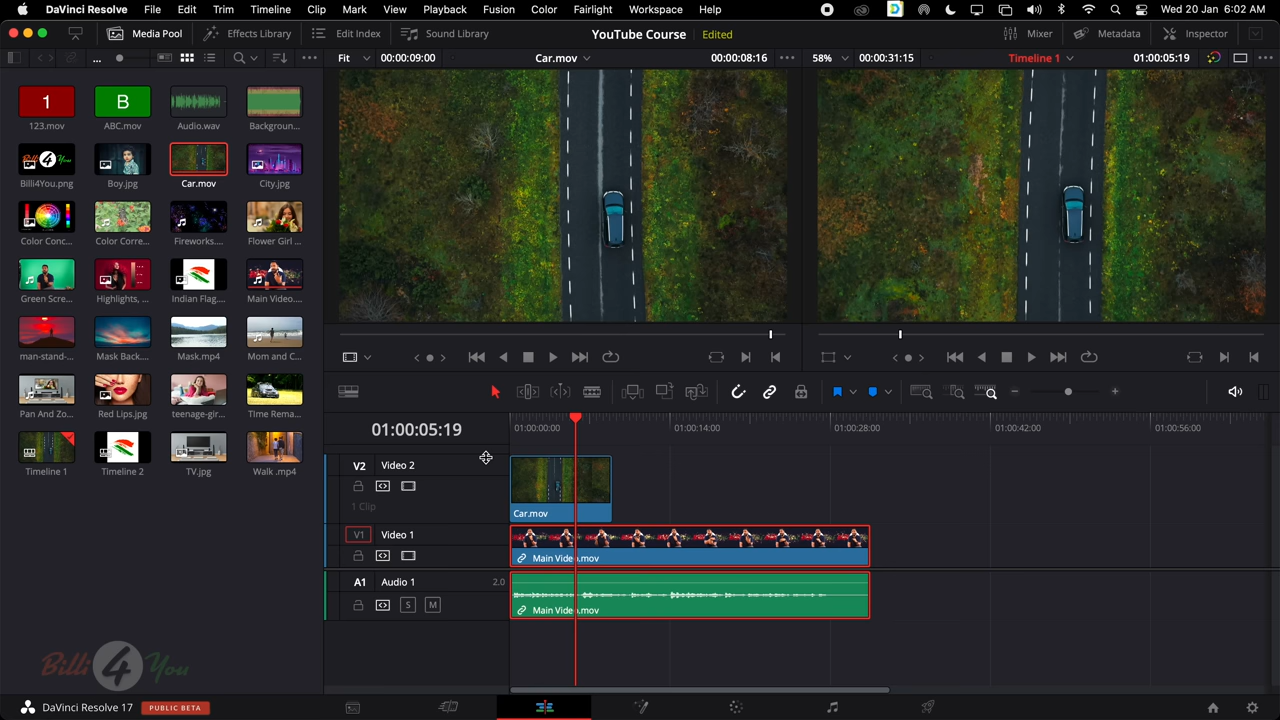 DaVinci Resolve File Edit Trim Timeline Clip Mark View Playback Fusion Color Fairlight Workspace Help Wed 20 Jan 6:02 AM
Media Pool Effects Library Edit Index Sound Library YouTube Course Edited Mixer Metadata Inspector
... Fit 00:00:09:00 Car.mov 00:00:08:16 58% 00:00:31:15 Timeline 1 01:00:05:19
1 B
123.mov ABC.mov Audio.wav Backgroun...
Billi 4 You
Billi4You.png Boy.jpg Car.mov City.jpg
Color Conc... Color Corre... Fireworks.... Flower Girl ...
Green Scre... Highlights, ... Indian Flag.... Main Video....
man-stand-... Mask Back.... Mask.mp4 Mom and C...
Pan And Zo... Red Lips.jpg teenage-gir... TIme Rema...
Timeline 1 Timeline 2 TV.jpg Walk .mp4
01:00:05:19
01:00:00:00 01:00:14:00 01:00:28:00 01:00:42:00 01:00:56:00
V2 Video 2
1 Clip
Car.mov
V1 Video 1
Main Video.mov
A1 Audio 1 2.0
S M
Main Video.mov
Billi 4 You
DaVinci Resolve 17 PUBLIC BETA